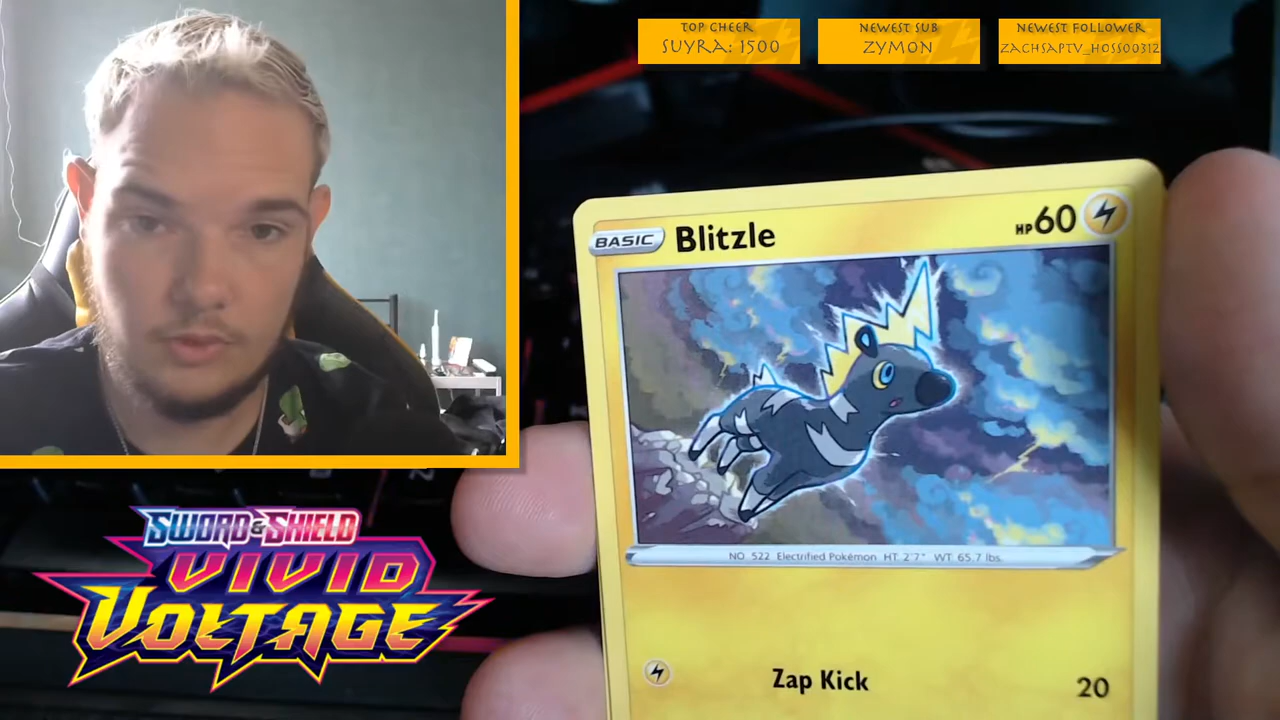 TOP CHEER
SUYRA: 1500
NEWEST SUB
ZYMON
NEWEST FOLLOWER
ZACHSAPTV_HOSS00312
BASIC Blitzle HP60
NO. 522 Electrified Pokémon HT. 2'7" WT. 65.7 lbs.
Zap Kick 20
SWORD & SHIELD
VIVID
VOLTAGE